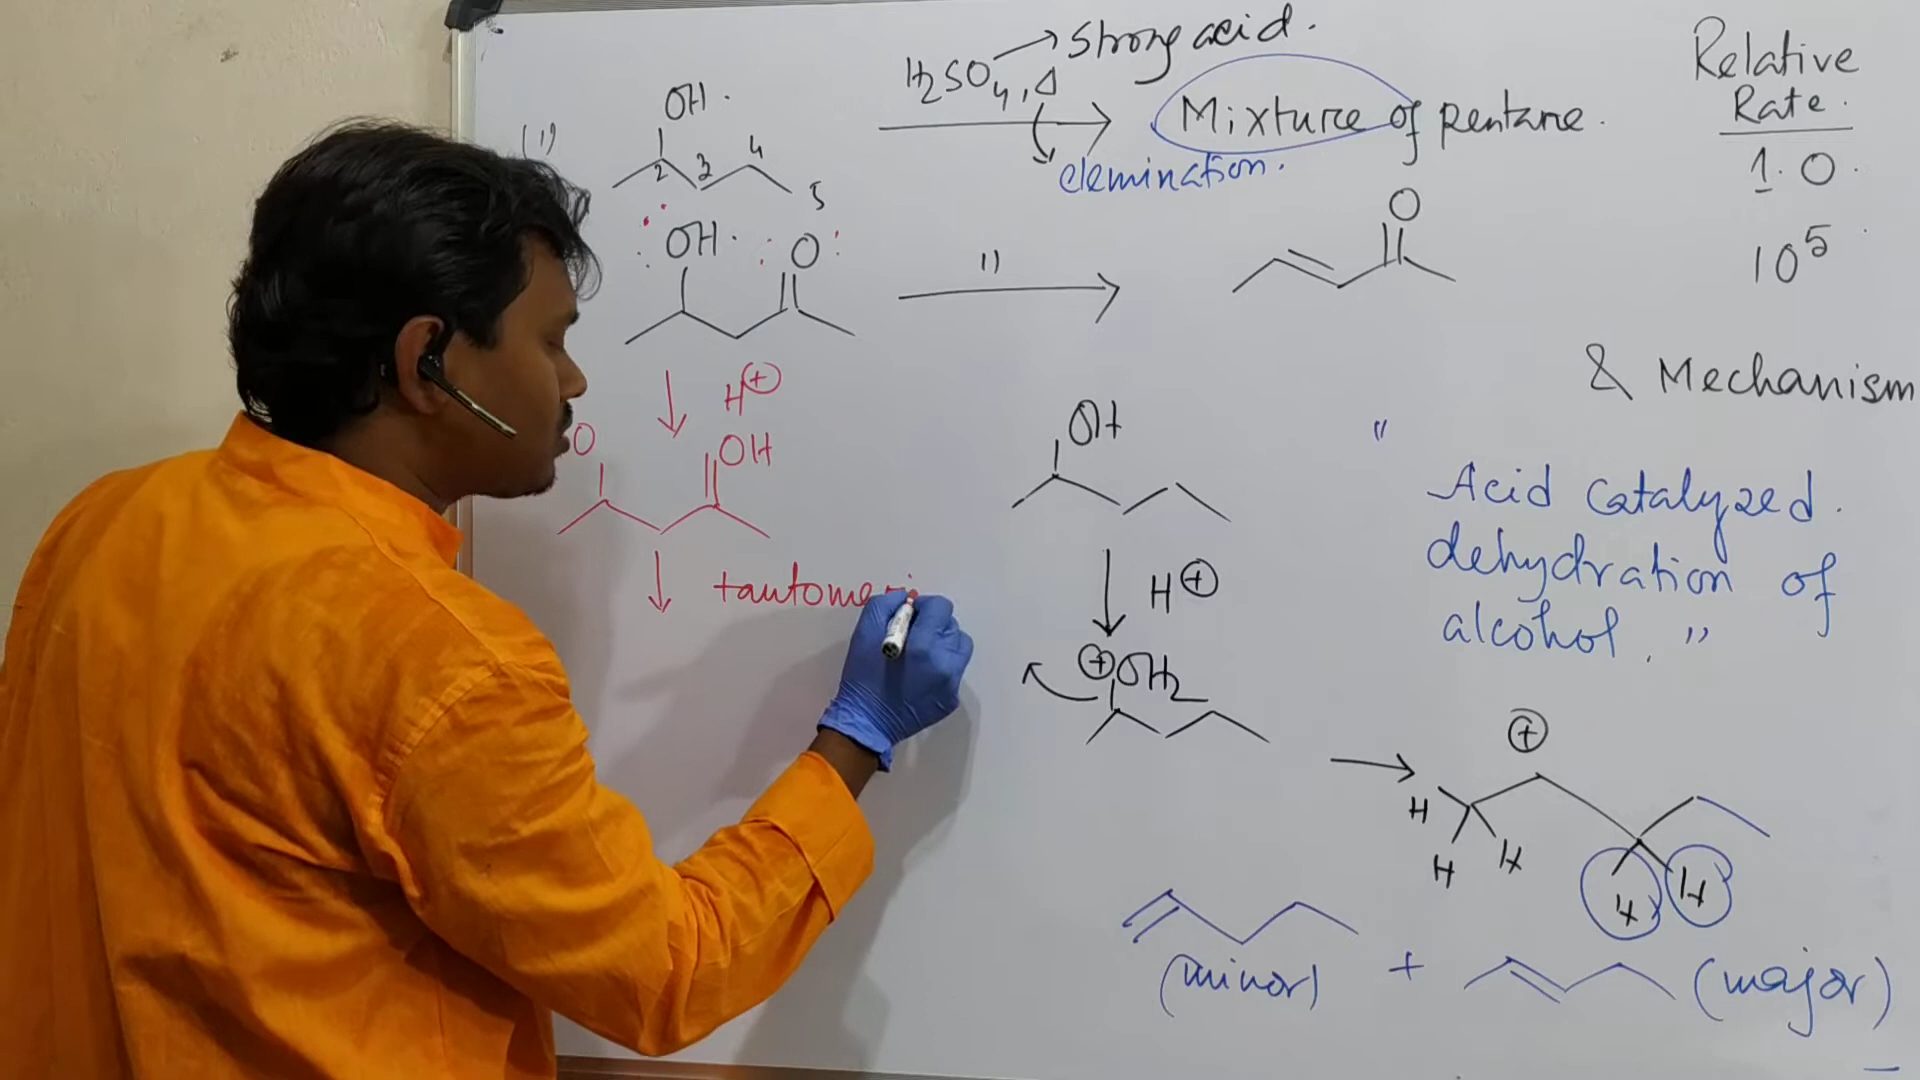 (1)
OH.
2 3 4 5
H2SO4, Δ
strong acid.
elemination.
Mixture of pentane.
Relative
Rate.
1.0.
OH.
O
11
O
10^5
& Mechanism
H⊕
O
OH
OH
H⊕
"
Acid catalyzed.
dehydration of
alcohol. "
⊕OH2
⊕
H
H
H
H
H
(minor) + (major)